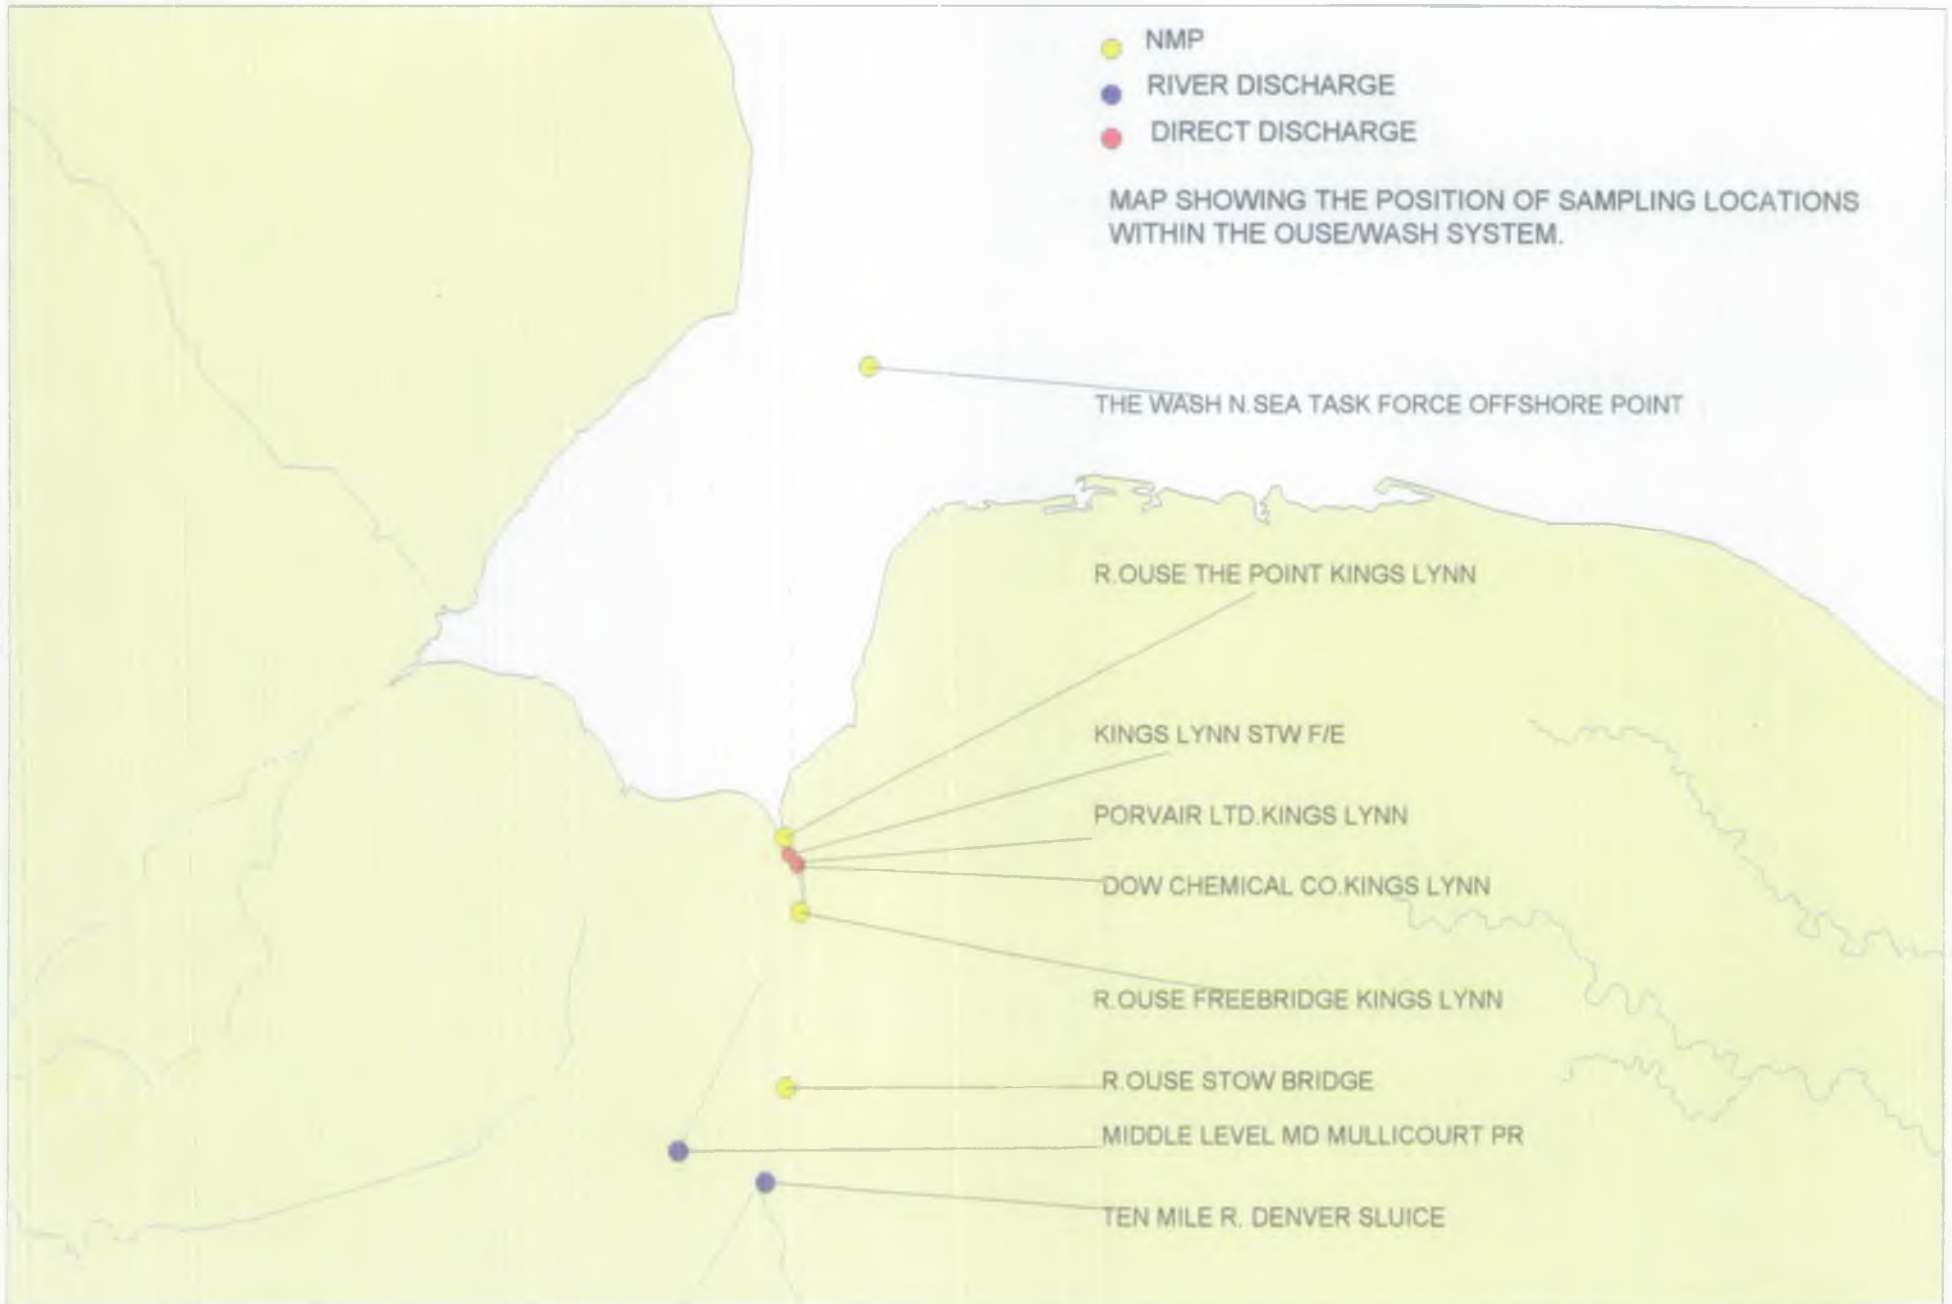 NMP
RIVER DISCHARGE
DIRECT DISCHARGE
MAP SHOWING THE POSITION OF SAMPLING LOCATIONS
WITHIN THE OUSE/WASH SYSTEM.
THE WASH N.SEA TASK FORCE OFFSHORE POINT
R.OUSE THE POINT KINGS LYNN
KINGS LYNN STW F/E
PORVAIR LTD.KINGS LYNN
DOW CHEMICAL CO.KINGS LYNN
R.OUSE FREEBRIDGE KINGS LYNN
R.OUSE STOW BRIDGE
MIDDLE LEVEL MD MULLICOURT PR
TEN MILE R. DENVER SLUICE